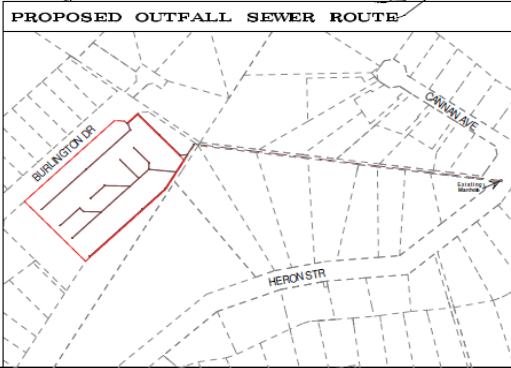 PROPOSED OUTFALL SEWER ROUTE
CANNAN AVE
BURLINGTON DR
Existing
Manhole
HERON STR